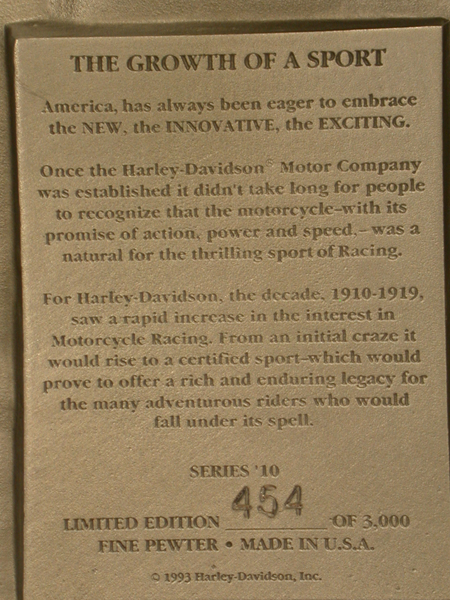 THE GROWTH OF A SPORT
America, has always been eager to embrace
the NEW, the INNOVATIVE, the EXCITING.
Once the Harley-Davidson® Motor Company
was established it didn't take long for people
to recognize that the motorcycle–with its
promise of action, power and speed,–was a
natural for the thrilling sport of Racing.
For Harley-Davidson, the decade, 1910-1919,
saw a rapid increase in the interest in
Motorcycle Racing. From an initial craze it
would rise to a certified sport–which would
prove to offer a rich and enduring legacy for
the many adventurous riders who would
fall under its spell.
SERIES '10
LIMITED EDITION 454 OF 3,000
FINE PEWTER • MADE IN U.S.A.
© 1993 Harley-Davidson, Inc.